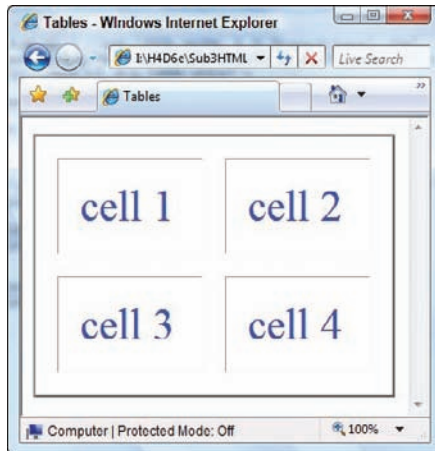 Tables - Windows Internet Explorer
I:\H4D6e\Sub3HTML
Live Search
Tables
cell 1 cell 2
cell 3 cell 4
Computer | Protected Mode: Off 100%